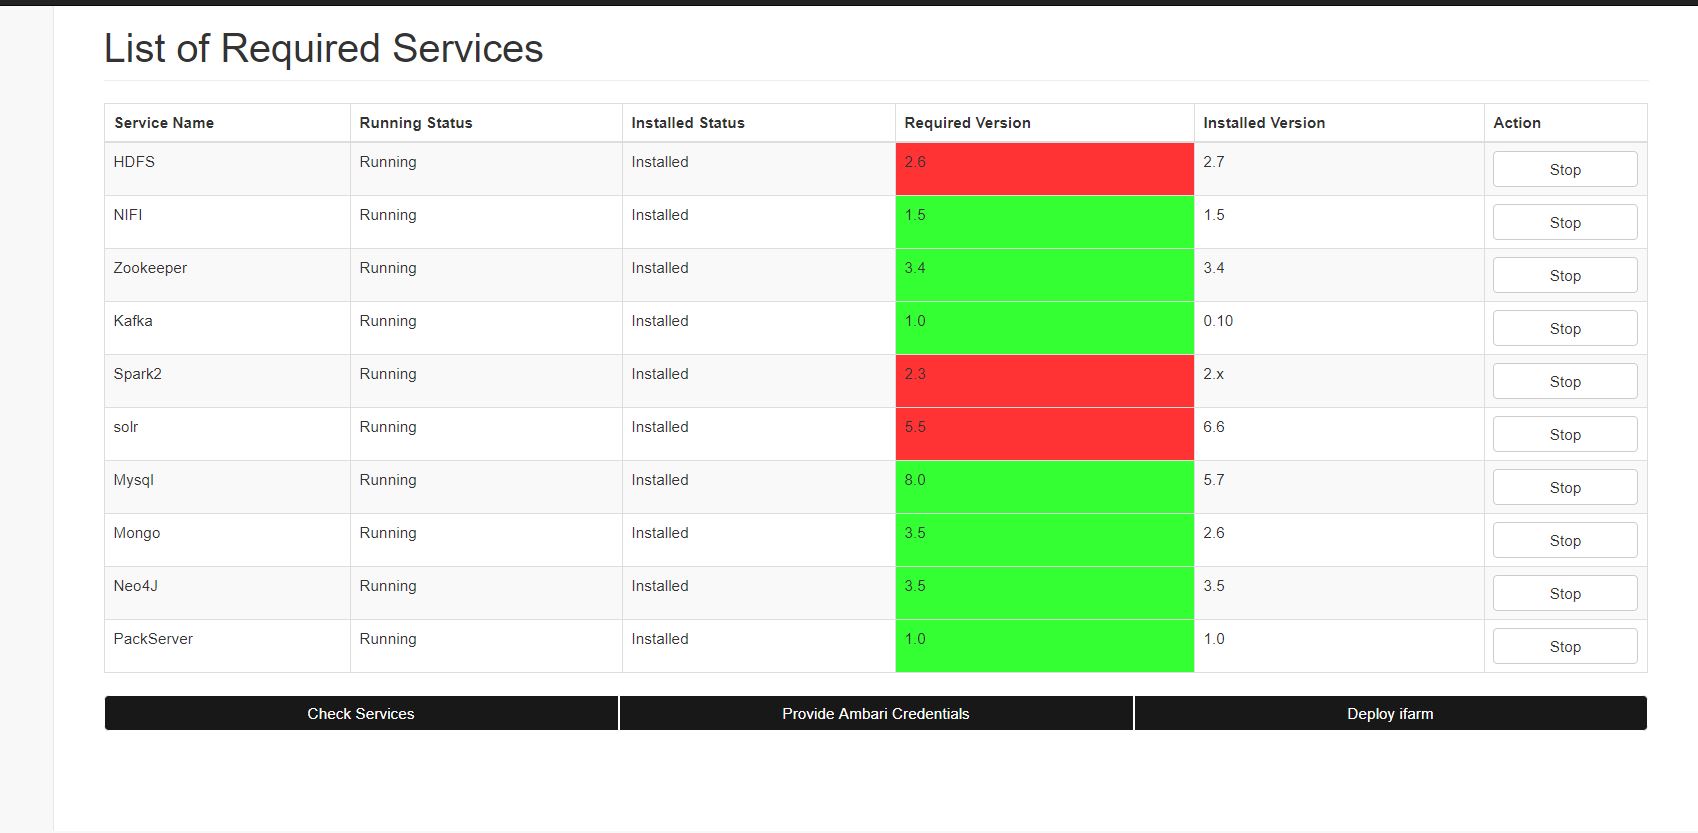 List of Required Services
Service Name Running Status Installed Status Required Version Installed Version Action
HDFS Running Installed 2.6 2.7 Stop
NIFI Running Installed 1.5 1.5 Stop
Zookeeper Running Installed 3.4 3.4 Stop
Kafka Running Installed 1.0 0.10 Stop
Spark2 Running Installed 2.3 2.x Stop
solr Running Installed 5.5 6.6 Stop
Mysql Running Installed 8.0 5.7 Stop
Mongo Running Installed 3.5 2.6 Stop
Neo4J Running Installed 3.5 3.5 Stop
PackServer Running Installed 1.0 1.0 Stop
Check Services Provide Ambari Credentials Deploy ifarm